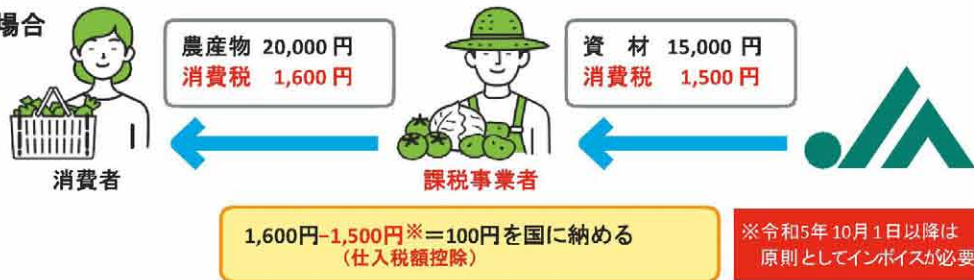 場合
農産物 20,000 円
消費税 1,600 円
資 材 15,000 円
消費税 1,500 円
消費者
課税事業者
1,600円-1,500円※=100円を国に納める
(仕入税額控除)
※令和5年10月1日以降は
原則としてインボイスが必要